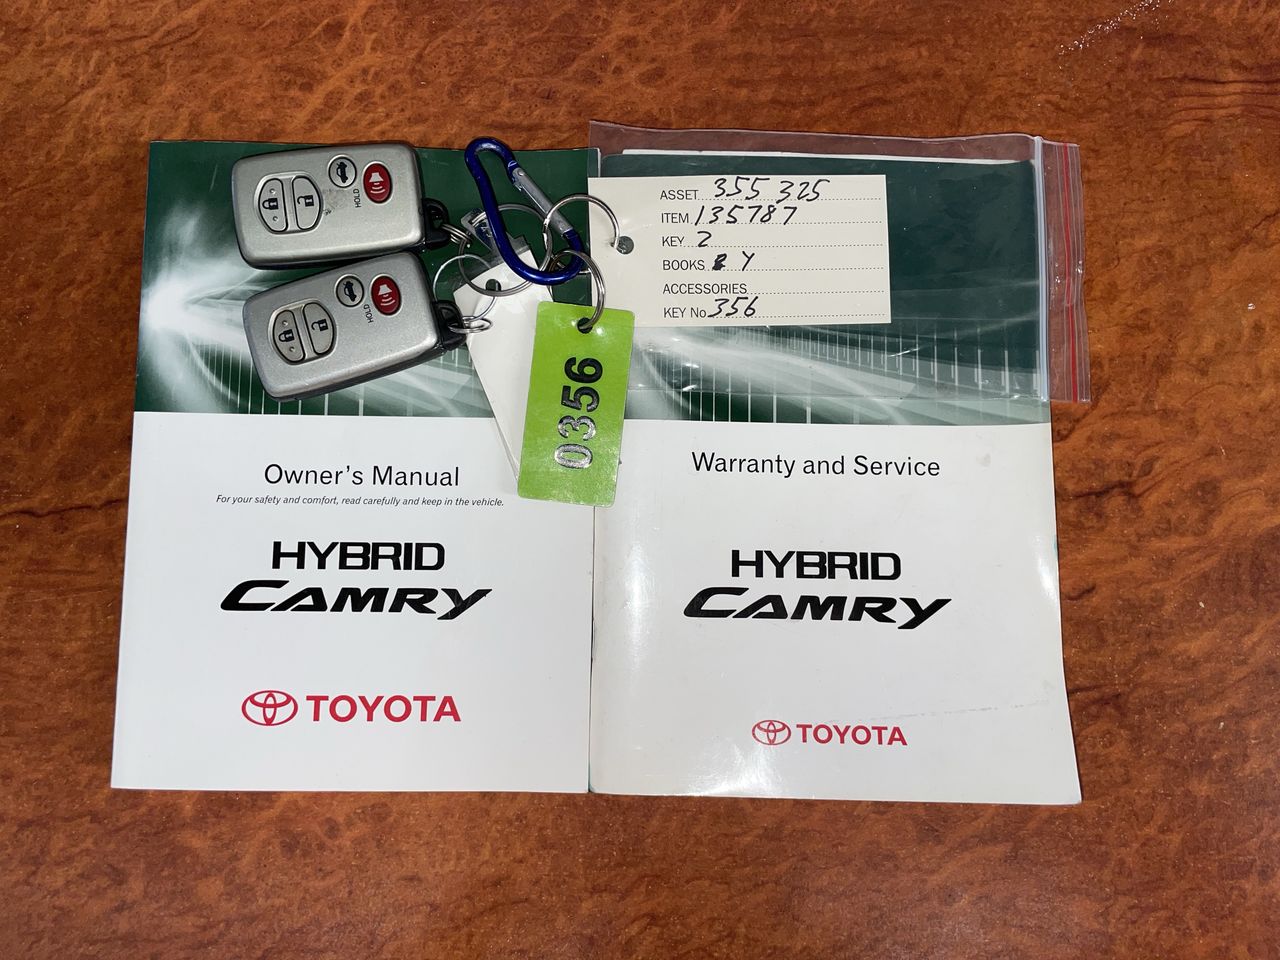 HOLD
HOLD
ASSET 355 325
ITEM 135787
KEY 2
BOOKS Y
ACCESSORIES
KEY No 356
0356
Owner's Manual
For your safety and comfort, read carefully and keep in the vehicle.
HYBRID
CAMRY
TOYOTA
Warranty and Service
HYBRID
CAMRY
TOYOTA